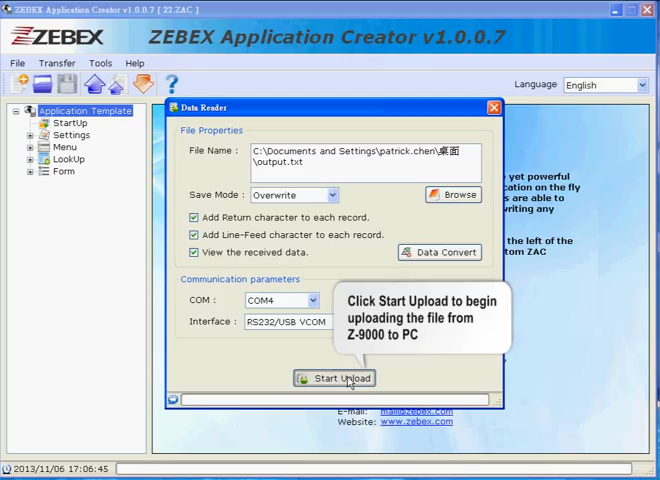 ZEBEX Application Creator v1.0.0.7 [ 22.ZAC ]
ZEBEX
ZEBEX Application Creator v1.0.0.7
File Transfer Tools Help
Language English
Application Template
StartUp
Settings
Menu
LookUp
Form
Data Reader
File Properties
File Name :
C:\Documents and Settings\patrick.chen\桌面
\output.txt
Save Mode : Overwrite Browse
Add Return character to each record.
Add Line-Feed character to each record.
View the received data. Data Convert
Communication parameters
COM : COM4
Interface : RS232/USB VCOM
Click Start Upload to begin
uploading the file from
Z-9000 to PC
Start Upload
yet powerful
cation on the fly
s are able to
writing any
the left of the
tom ZAC
E-mail: mail@zebex.com
Website: www.zebex.com
2013/11/06 17:06:45